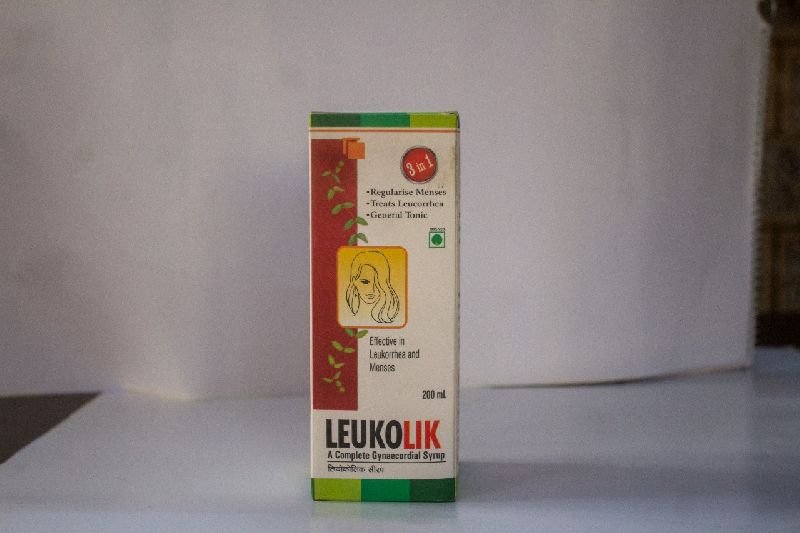 3 in 1
•Regularise Menses
•Treats Leucorrhea
•General Tonic
Effective in
Leukorrhea and
Menses
200 ml.
LEUKOLIK
A Complete Gynaecordial Syrup
लियोकोलिक सीरप